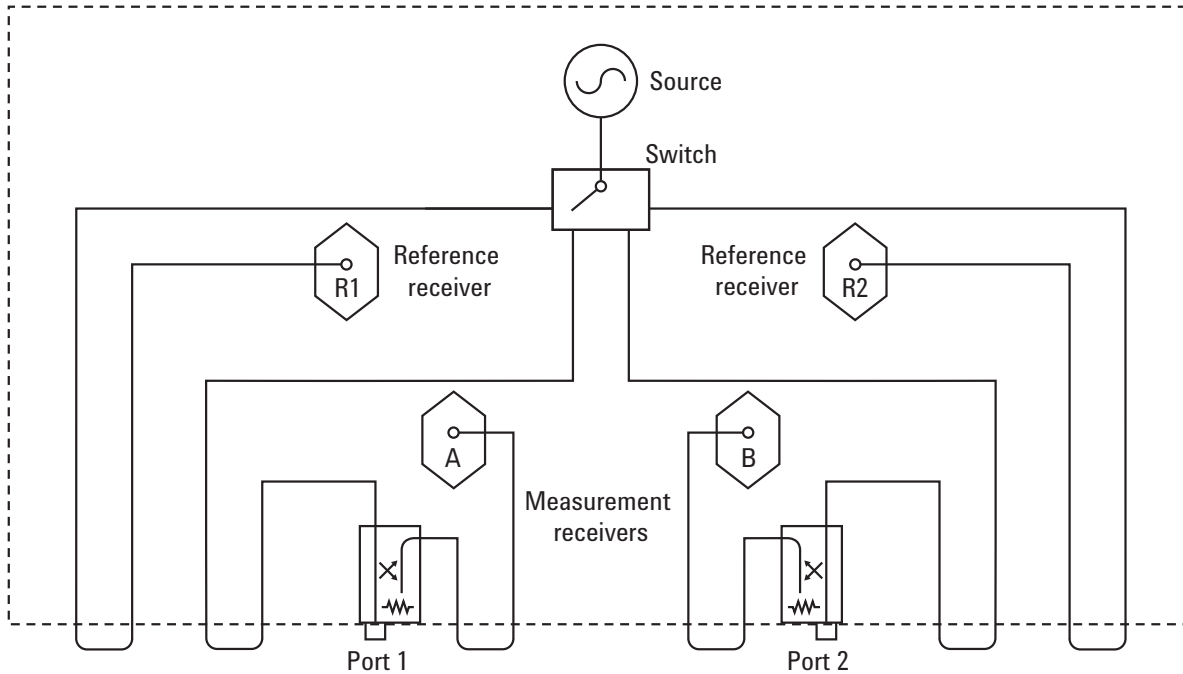 Source
Switch
Reference
receiver
R1
Reference
receiver
R2
A
B
Measurement
receivers
Port 1
Port 2